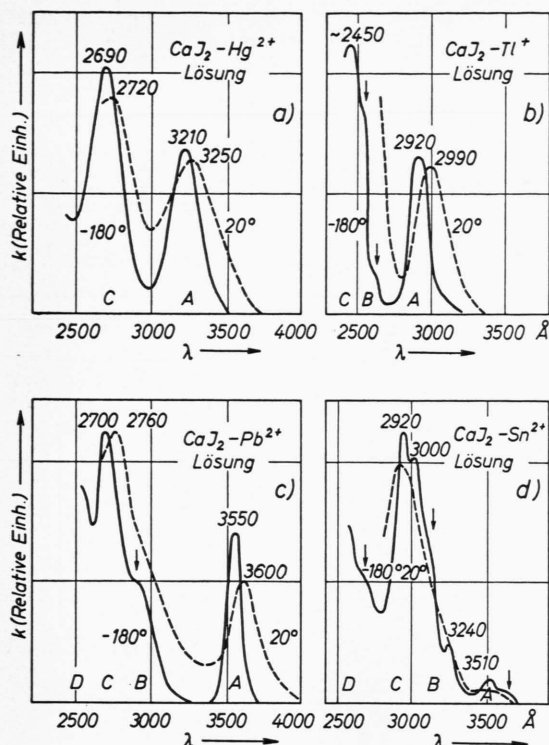 k (Relative Einh.)
2690
2720
CaJ₂-Hg²⁺
Lösung
a)
3210
3250
-180°
20°
C
A
2500 3000 3500 4000
λ
~2450
CaJ₂-Tl⁺
Lösung
b)
2920
2990
-180°
20°
C B A
2500 3000 3500 Å
λ
k (Relative Einh.)
2700 2760
CaJ₂-Pb²⁺
Lösung
c)
3550
3600
-180°
20°
D C B A
2500 3000 3500 4000
λ
2920
3000
CaJ₂-Sn²⁺
Lösung
d)
-180° 20°
3240
3510
D C B A
2500 3000 3500 Å
λ